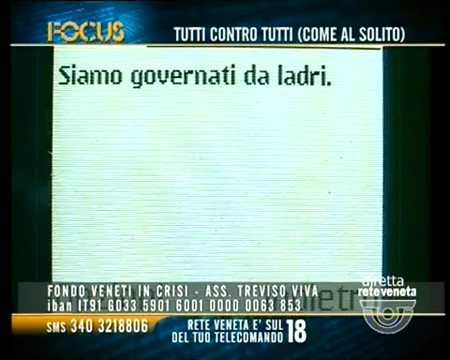 FOCUS
TUTTI CONTRO TUTTI (COME AL SOLITO)
Siamo governati da ladri.
FONDO VENETI IN CRISI - ASS. TREVISO VIVA
iban IT91 6033 5901 6001 0000 0063 853
diretta
reteveneta
SMS 340 3218806
RETE VENETA E' SUL
DEL TUO TELECOMANDO 18